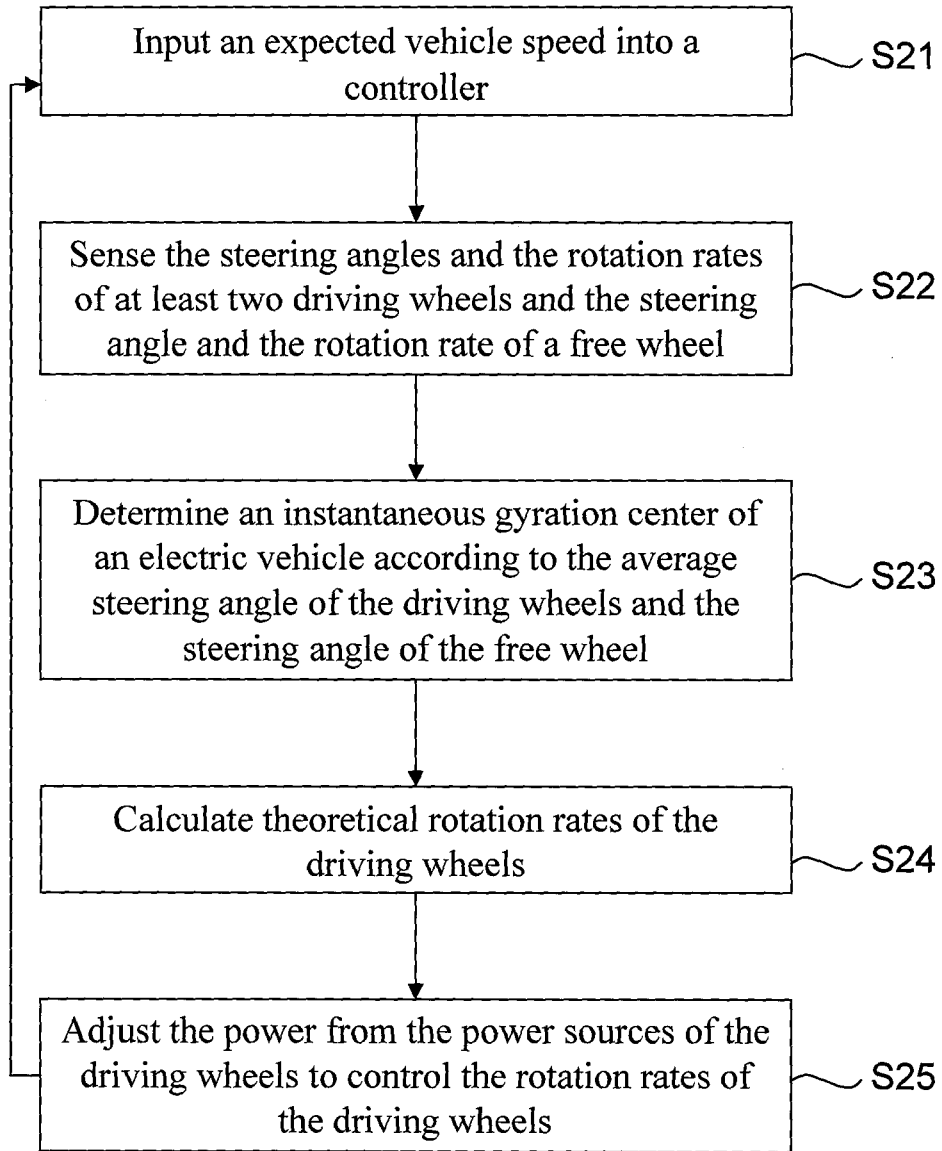 Input an expected vehicle speed into a
controller
S21
Sense the steering angles and the rotation rates
of at least two driving wheels and the steering
angle and the rotation rate of a free wheel
S22
Determine an instantaneous gyration center of
an electric vehicle according to the average
steering angle of the driving wheels and the
steering angle of the free wheel
S23
Calculate theoretical rotation rates of the
driving wheels
S24
Adjust the power from the power sources of the
driving wheels to control the rotation rates of
the driving wheels
S25